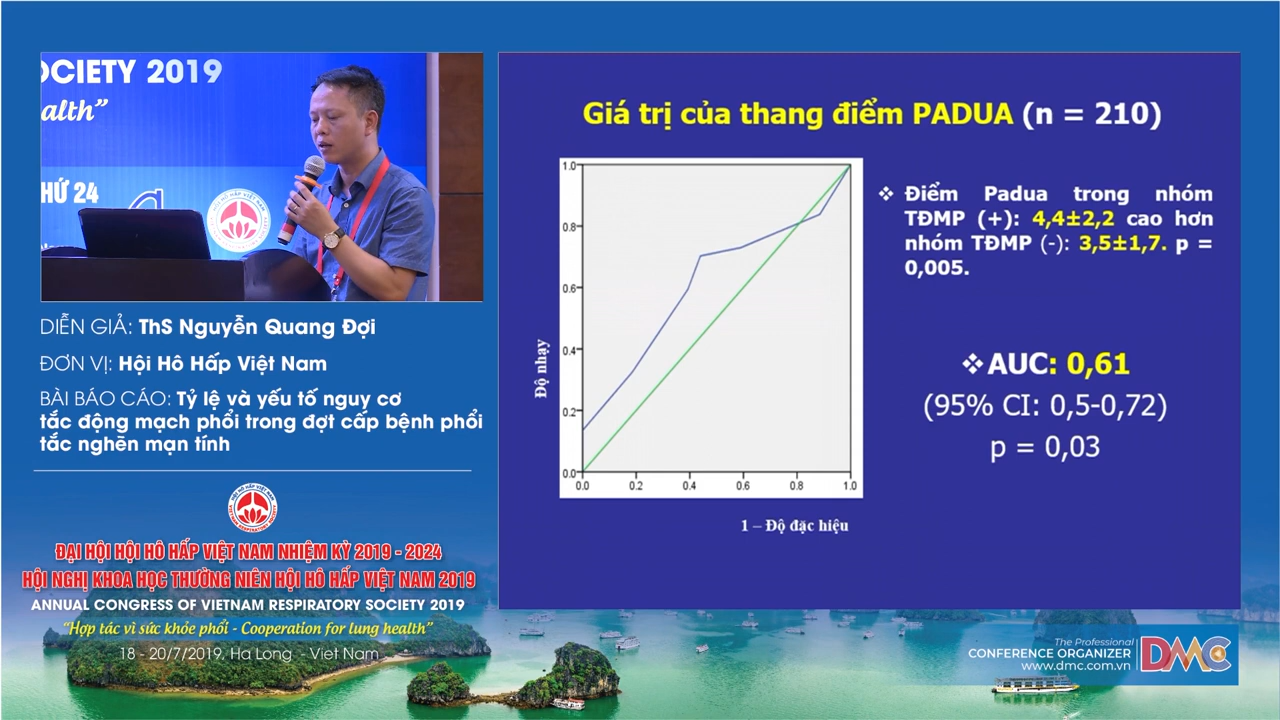 OCIETY 2019
alth”
THỨ 24
DIỄN GIẢ: ThS Nguyễn Quang Đợi
ĐƠN VỊ: Hội Hô Hấp Việt Nam
BÀI BÁO CÁO: Tỷ lệ và yếu tố nguy cơ
tắc động mạch phổi trong đợt cấp bệnh phổi
tắc nghẽn mạn tính
ĐẠI HỘI HỘI HÔ HẤP VIỆT NAM NHIỆM KỲ 2019 - 2024
HỘI NGHỊ KHOA HỌC THƯỜNG NIÊN HỘI HÔ HẤP VIỆT NAM 2019
ANNUAL CONGRESS OF VIETNAM RESPIRATORY SOCIETY 2019
“Hợp tác vì sức khỏe phổi - Cooperation for lung health”
18 - 20/7/2019, Ha Long - Viet Nam
Giá trị của thang điểm PADUA (n = 210)
1.0
0.8
0.6
0.4
0.2
0.0
0.0 0.2 0.4 0.6 0.8 1.0
Độ nhạy
1 – Độ đặc hiệu
❖ Điểm Padua trong nhóm
TĐMP (+): 4,4±2,2 cao hơn
nhóm TĐMP (-): 3,5±1,7. p =
0,005.
❖AUC: 0,61
(95% CI: 0,5-0,72)
p = 0,03
The Professional
CONFERENCE ORGANIZER
www.dmc.com.vn
DMC